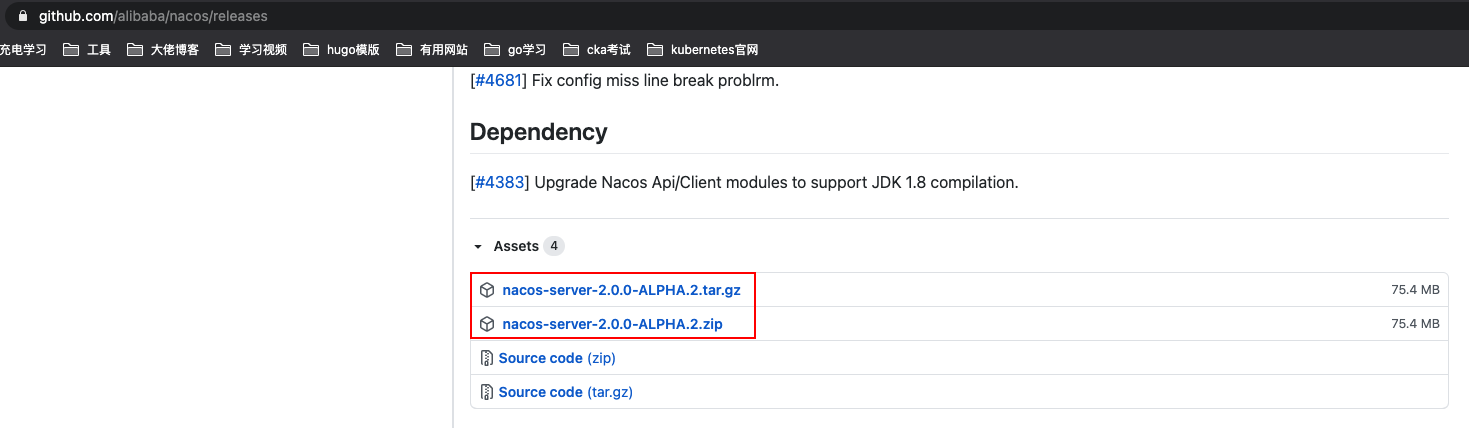 github.com/alibaba/nacos/releases
充电学习 工具 大佬博客 学习视频 hugo模版 有用网站 go学习 cka考试 kubernetes官网
[#4681] Fix config miss line break problrm.
Dependency
[#4383] Upgrade Nacos Api/Client modules to support JDK 1.8 compilation.
Assets 4
nacos-server-2.0.0-ALPHA.2.tar.gz 75.4 MB
nacos-server-2.0.0-ALPHA.2.zip 75.4 MB
Source code (zip)
Source code (tar.gz)